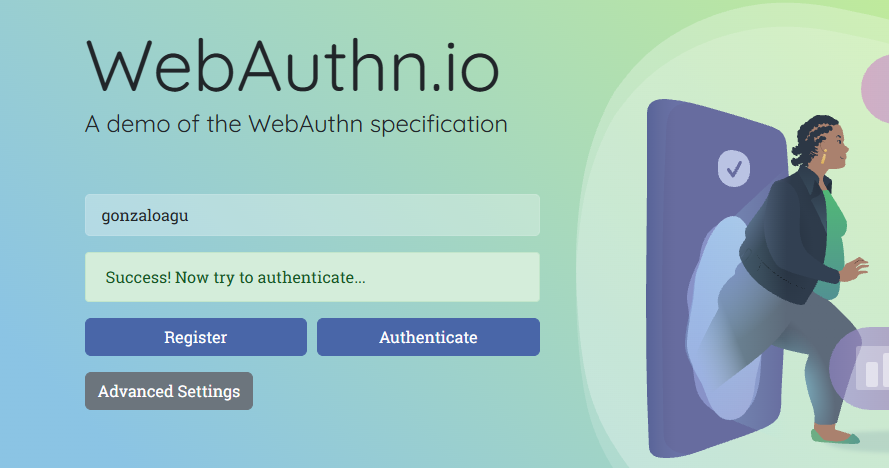 WebAuthn.io
A demo of the WebAuthn specification
gonzaloagu
Success! Now try to authenticate...
Register Authenticate
Advanced Settings